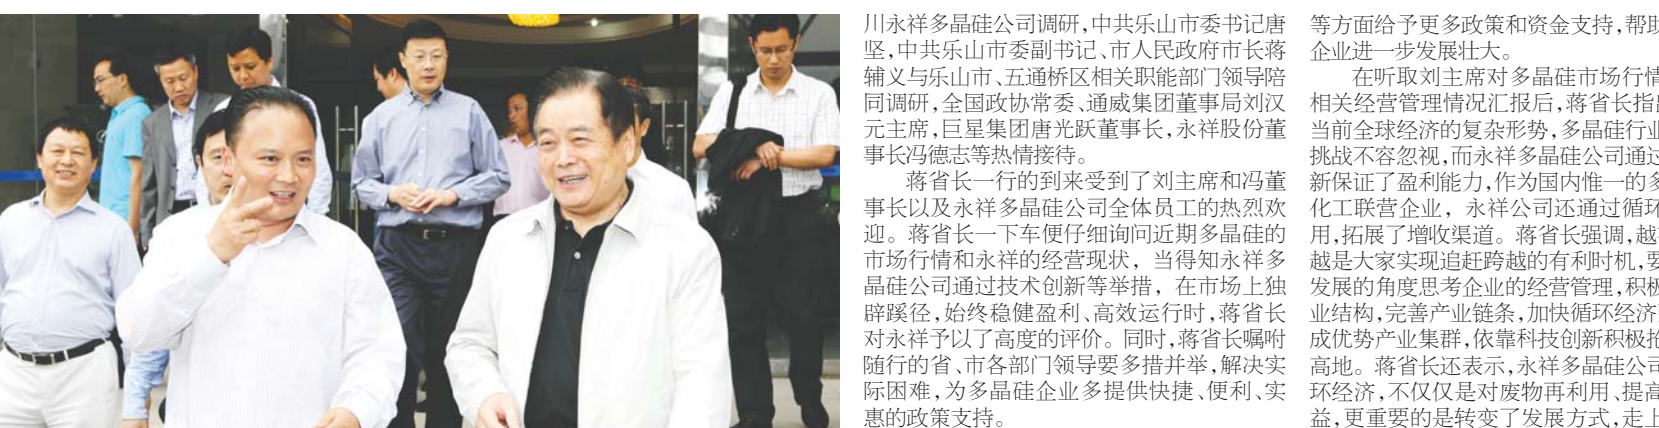 川永祥多晶硅公司调研,中共乐山市委书记唐
坚,中共乐山市委副书记、市人民政府市长蒋
辅义与乐山市、五通桥区相关职能部门领导陪
同调研,全国政协常委、通威集团董事局刘汉
元主席,巨星集团唐光跃董事长,永祥股份董
事长冯德志等热情接待。
蒋省长一行的到来受到了刘主席和冯董
事长以及永祥多晶硅公司全体员工的热烈欢
迎。蒋省长一下车便仔细询问近期多晶硅的
市场行情和永祥的经营现状，当得知永祥多
晶硅公司通过技术创新等举措，在市场上独
辟蹊径,始终稳健盈利、高效运行时,蒋省长
对永祥予以了高度的评价。同时,蒋省长嘱咐
随行的省、市各部门领导要多措并举,解决实
际困难,为多晶硅企业多提供快捷、便利、实
惠的政策支持。
等方面给予更多政策和资金支持,帮助
企业进一步发展壮大。
在听取刘主席对多晶硅市场行情
相关经营管理情况汇报后,蒋省长指出
当前全球经济的复杂形势,多晶硅行业
挑战不容忽视,而永祥多晶硅公司通过
新保证了盈利能力,作为国内惟一的多
化工联营企业，永祥公司还通过循环
用,拓展了增收渠道。蒋省长强调,越
越是大家实现追赶跨越的有利时机,要
发展的角度思考企业的经营管理,积极
业结构,完善产业链条,加快循环经济
成优势产业集群,依靠科技创新积极抢
高地。蒋省长还表示,永祥多晶硅公司
环经济,不仅仅是对废物再利用、提高
益,更重要的是转变了发展方式,走上